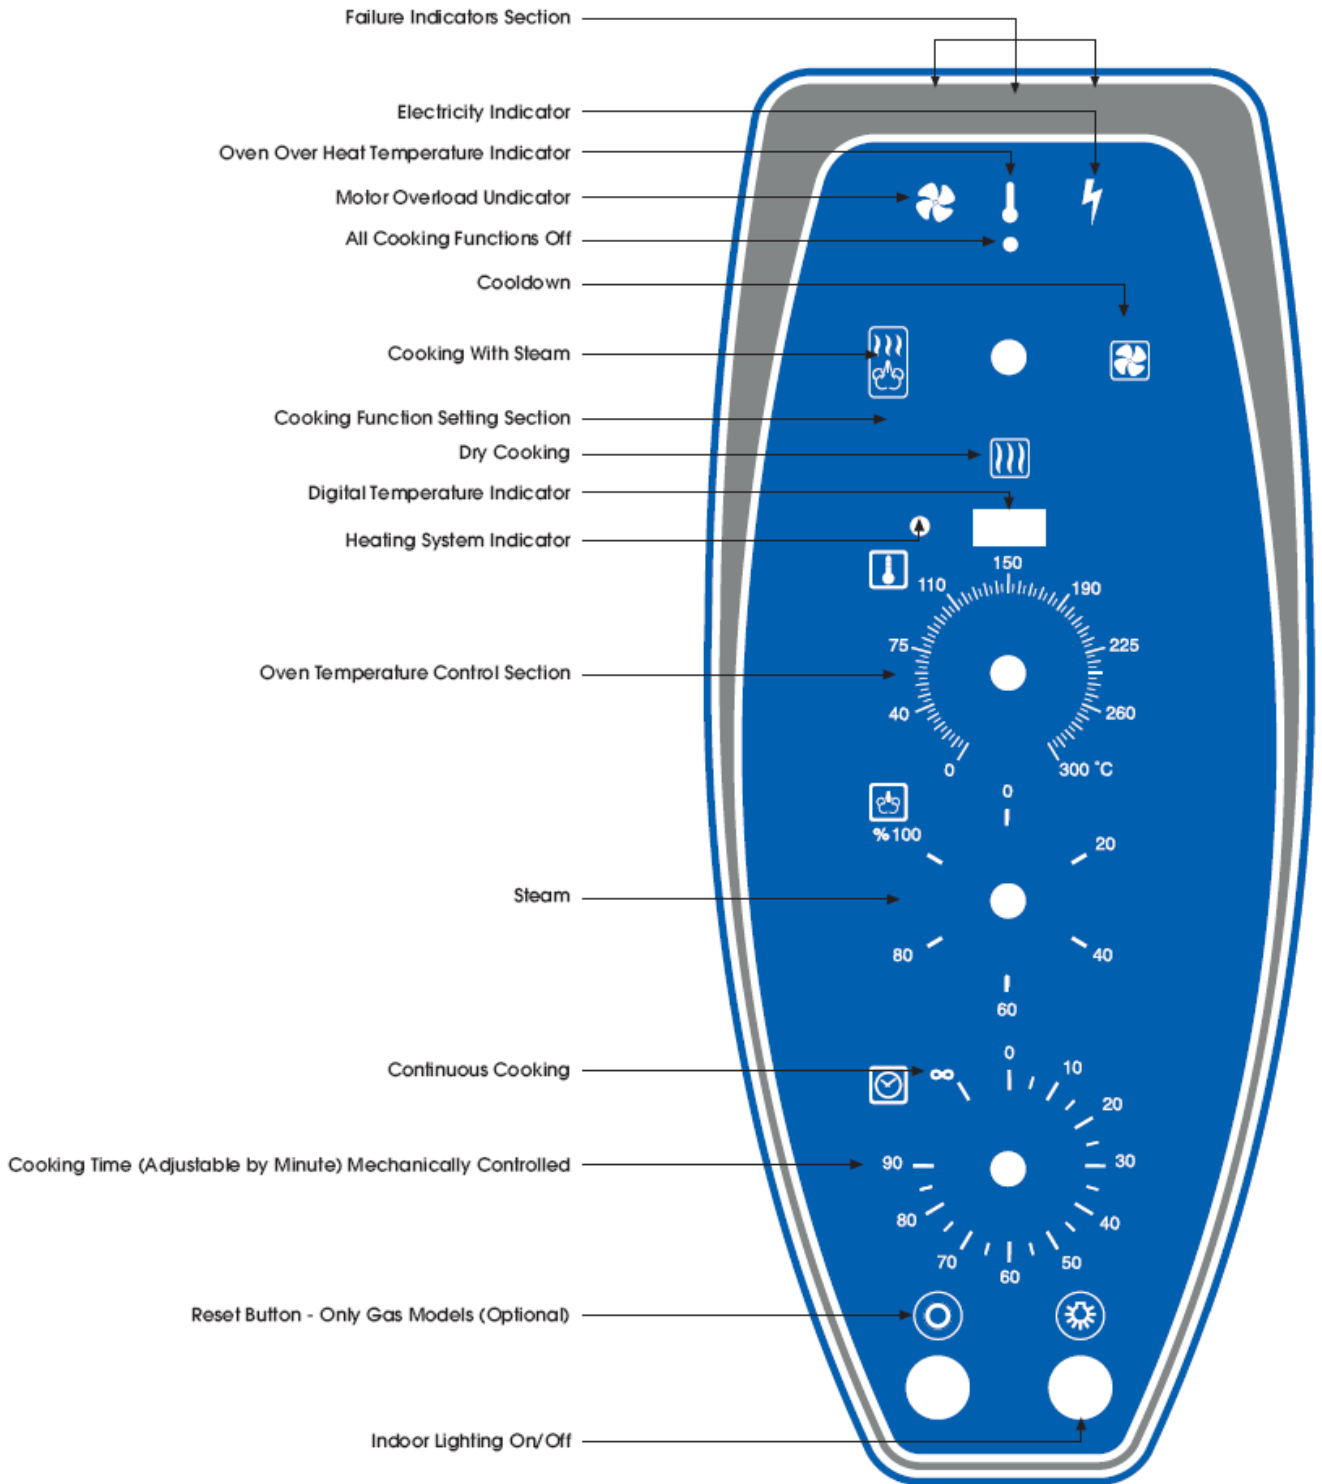 Failure Indicators Section
Electricity Indicator
Oven Over Heat Temperature Indicator
Motor Overload Undicator
All Cooking Functions Off
Cooldown
Cooking With Steam
Cooking Function Setting Section
Dry Cooking
Digital Temperature Indicator
Heating System Indicator
150
110
190
75
225
Oven Temperature Control Section
40
260
0
300 °C
0
%100
20
Steam
80
40
60
0
Continuous Cooking
∞
10
20
Cooking Time (Adjustable by Minute) Mechanically Controlled
90
30
80
40
70
50
60
Reset Button - Only Gas Models (Optional)
Indoor Lighting On/Off